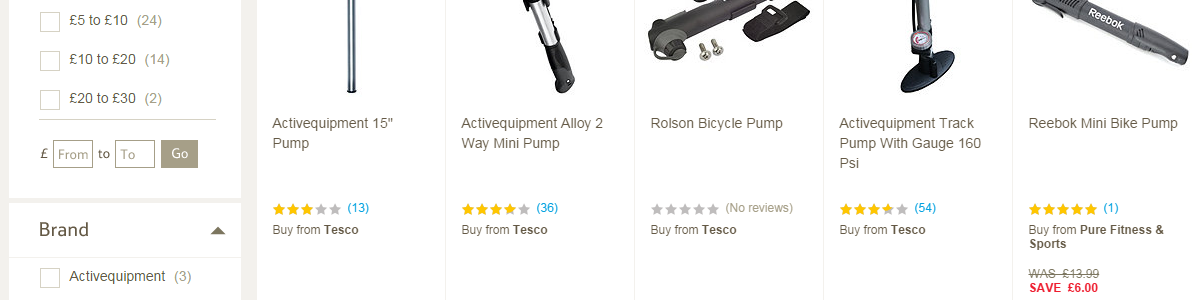 £5 to £10 (24)
£10 to £20 (14)
£20 to £30 (2)
£ From to To Go
Brand
Activequipment (3)
Activequipment 15"
Pump
(13)
Buy from Tesco
Activequipment Alloy 2
Way Mini Pump
(36)
Buy from Tesco
Rolson Bicycle Pump
(No reviews)
Buy from Tesco
Activequipment Track
Pump With Gauge 160
Psi
(54)
Buy from Tesco
Reebok
Reebok Mini Bike Pump
(1)
Buy from Pure Fitness &
Sports
WAS £13.99
SAVE £6.00